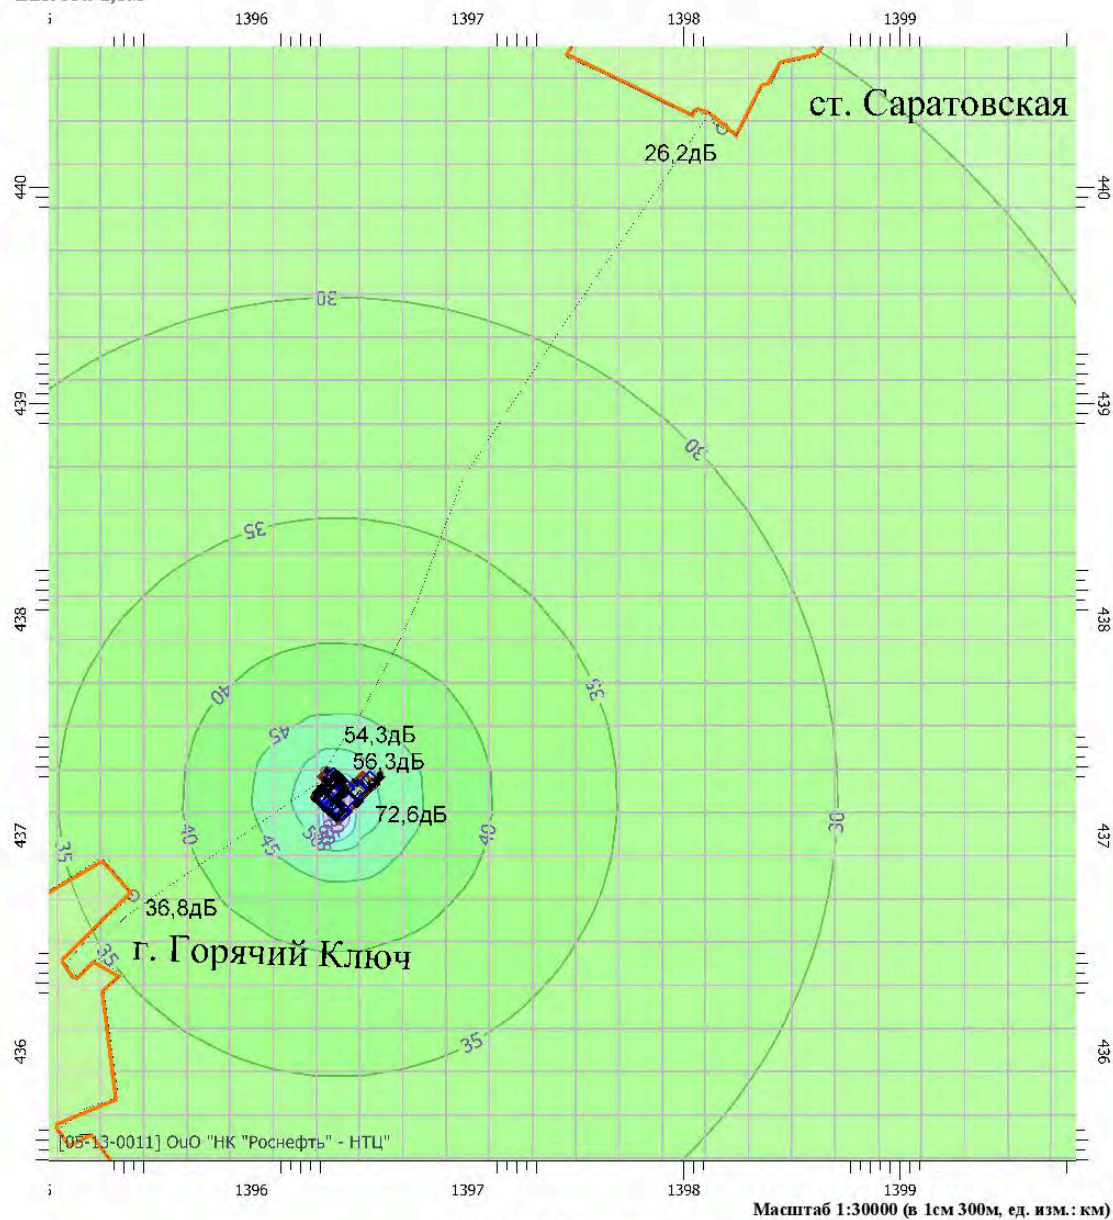 1396 1397 1398 1399
ст. Саратовская
26,2дБ
440 440
30
439 439
30
35
438 438
35
40
45
54,3дБ
56,3дБ
72,6дБ
437 437
40 45 40 30
35
36,8дБ
г. Горячий Ключ
35
35
436 436
[05-13-0011] ОиО "НК "Роснефть" - НТЦ"
1396 1397 1398 1399
Масштаб 1:30000 (в 1см 300м, ед. изм.: км)